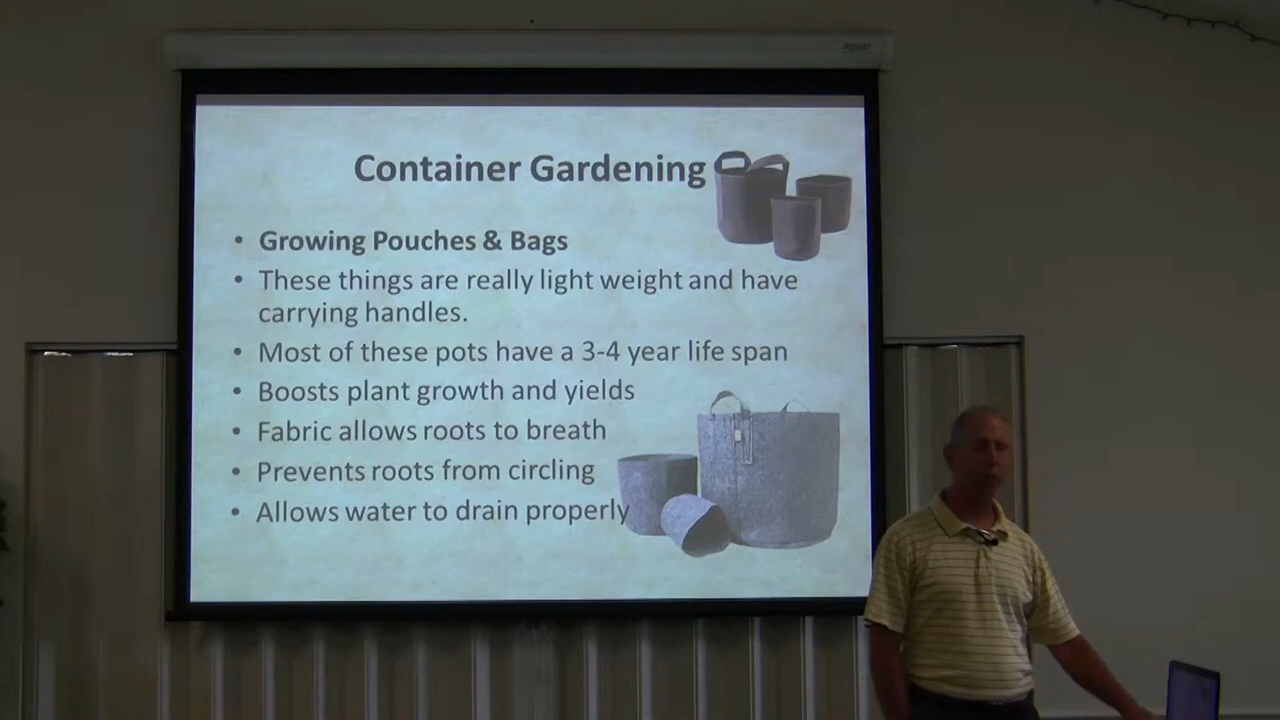 Container Gardening
• Growing Pouches & Bags
• These things are really light weight and have
carrying handles.
• Most of these pots have a 3-4 year life span
• Boosts plant growth and yields
• Fabric allows roots to breath
• Prevents roots from circling
• Allows water to drain properly